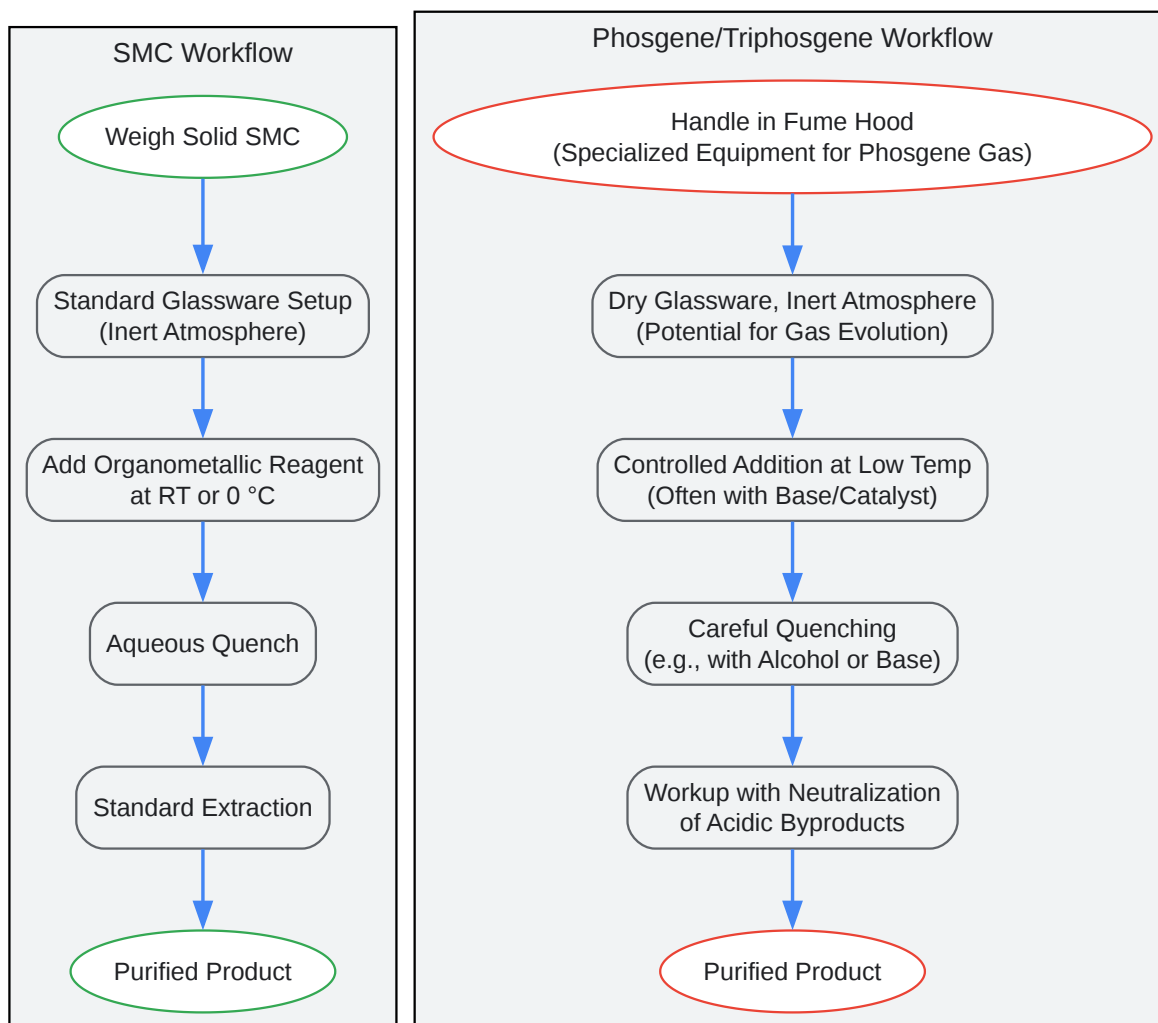 SMC Workflow
Weigh Solid SMC
Standard Glassware Setup
(Inert Atmosphere)
Add Organometallic Reagent
at RT or 0 °C
Aqueous Quench
Standard Extraction
Purified Product
Phosgene/Triphosgene Workflow
Handle in Fume Hood
(Specialized Equipment for Phosgene Gas)
Dry Glassware, Inert Atmosphere
(Potential for Gas Evolution)
Controlled Addition at Low Temp
(Often with Base/Catalyst)
Careful Quenching
(e.g., with Alcohol or Base)
Workup with Neutralization
of Acidic Byproducts
Purified Product